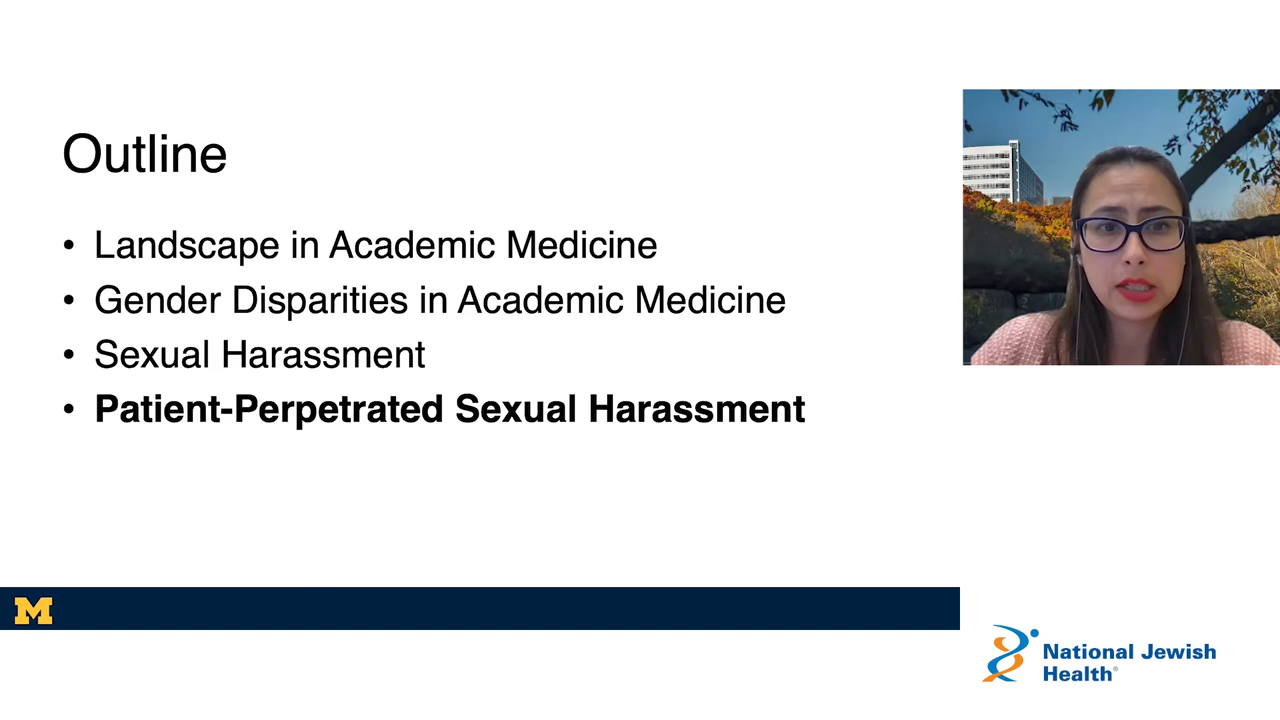 Outline
• Landscape in Academic Medicine
• Gender Disparities in Academic Medicine
• Sexual Harassment
• Patient-Perpetrated Sexual Harassment
M
National Jewish
Health®